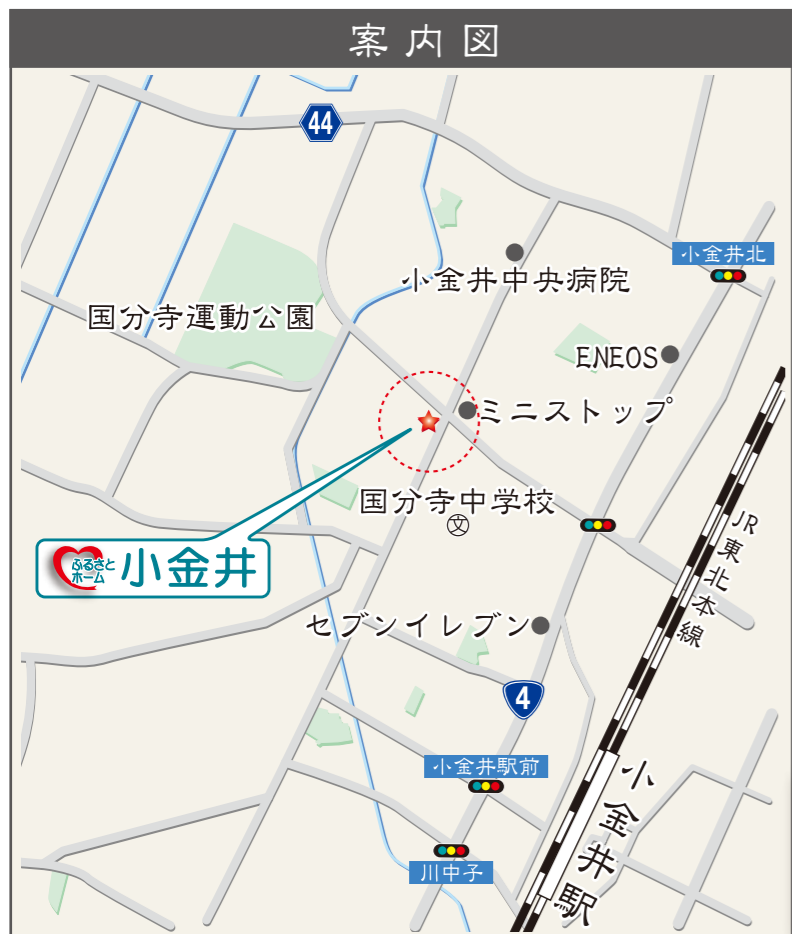 案内図
44
小金井北
小金井中央病院
国分寺運動公園
ENEOS
ミニストップ
国分寺中学校
文
JR東北本線
ふるさと
ホーム
小金井
セブンイレブン
4
小金井駅前
小金井駅
川中子